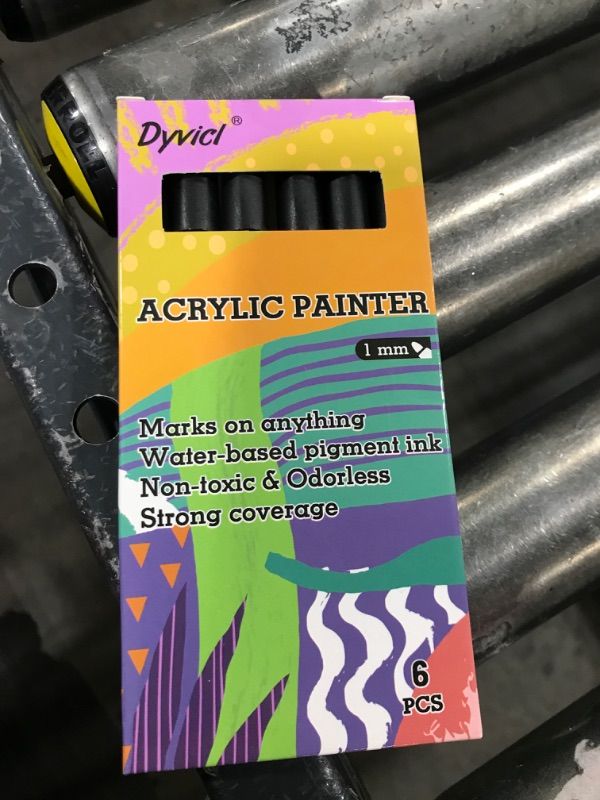 Dyvicl®
ACRYLIC PAINTER
1 mm
Marks on anything
Water-based pigment ink
Non-toxic & Odorless
Strong coverage
6
PCS